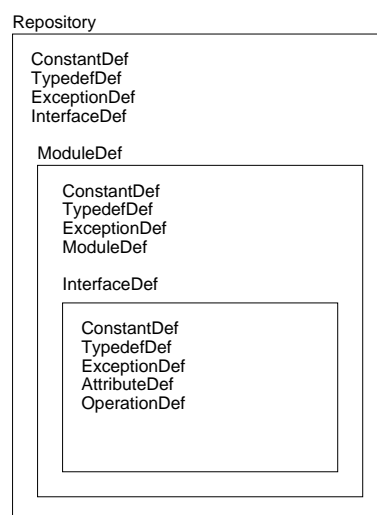 Repository
ConstantDef
TypedefDef
ExceptionDef
InterfaceDef
ModuleDef
ConstantDef
TypedefDef
ExceptionDef
ModuleDef
InterfaceDef
ConstantDef
TypedefDef
ExceptionDef
AttributeDef
OperationDef